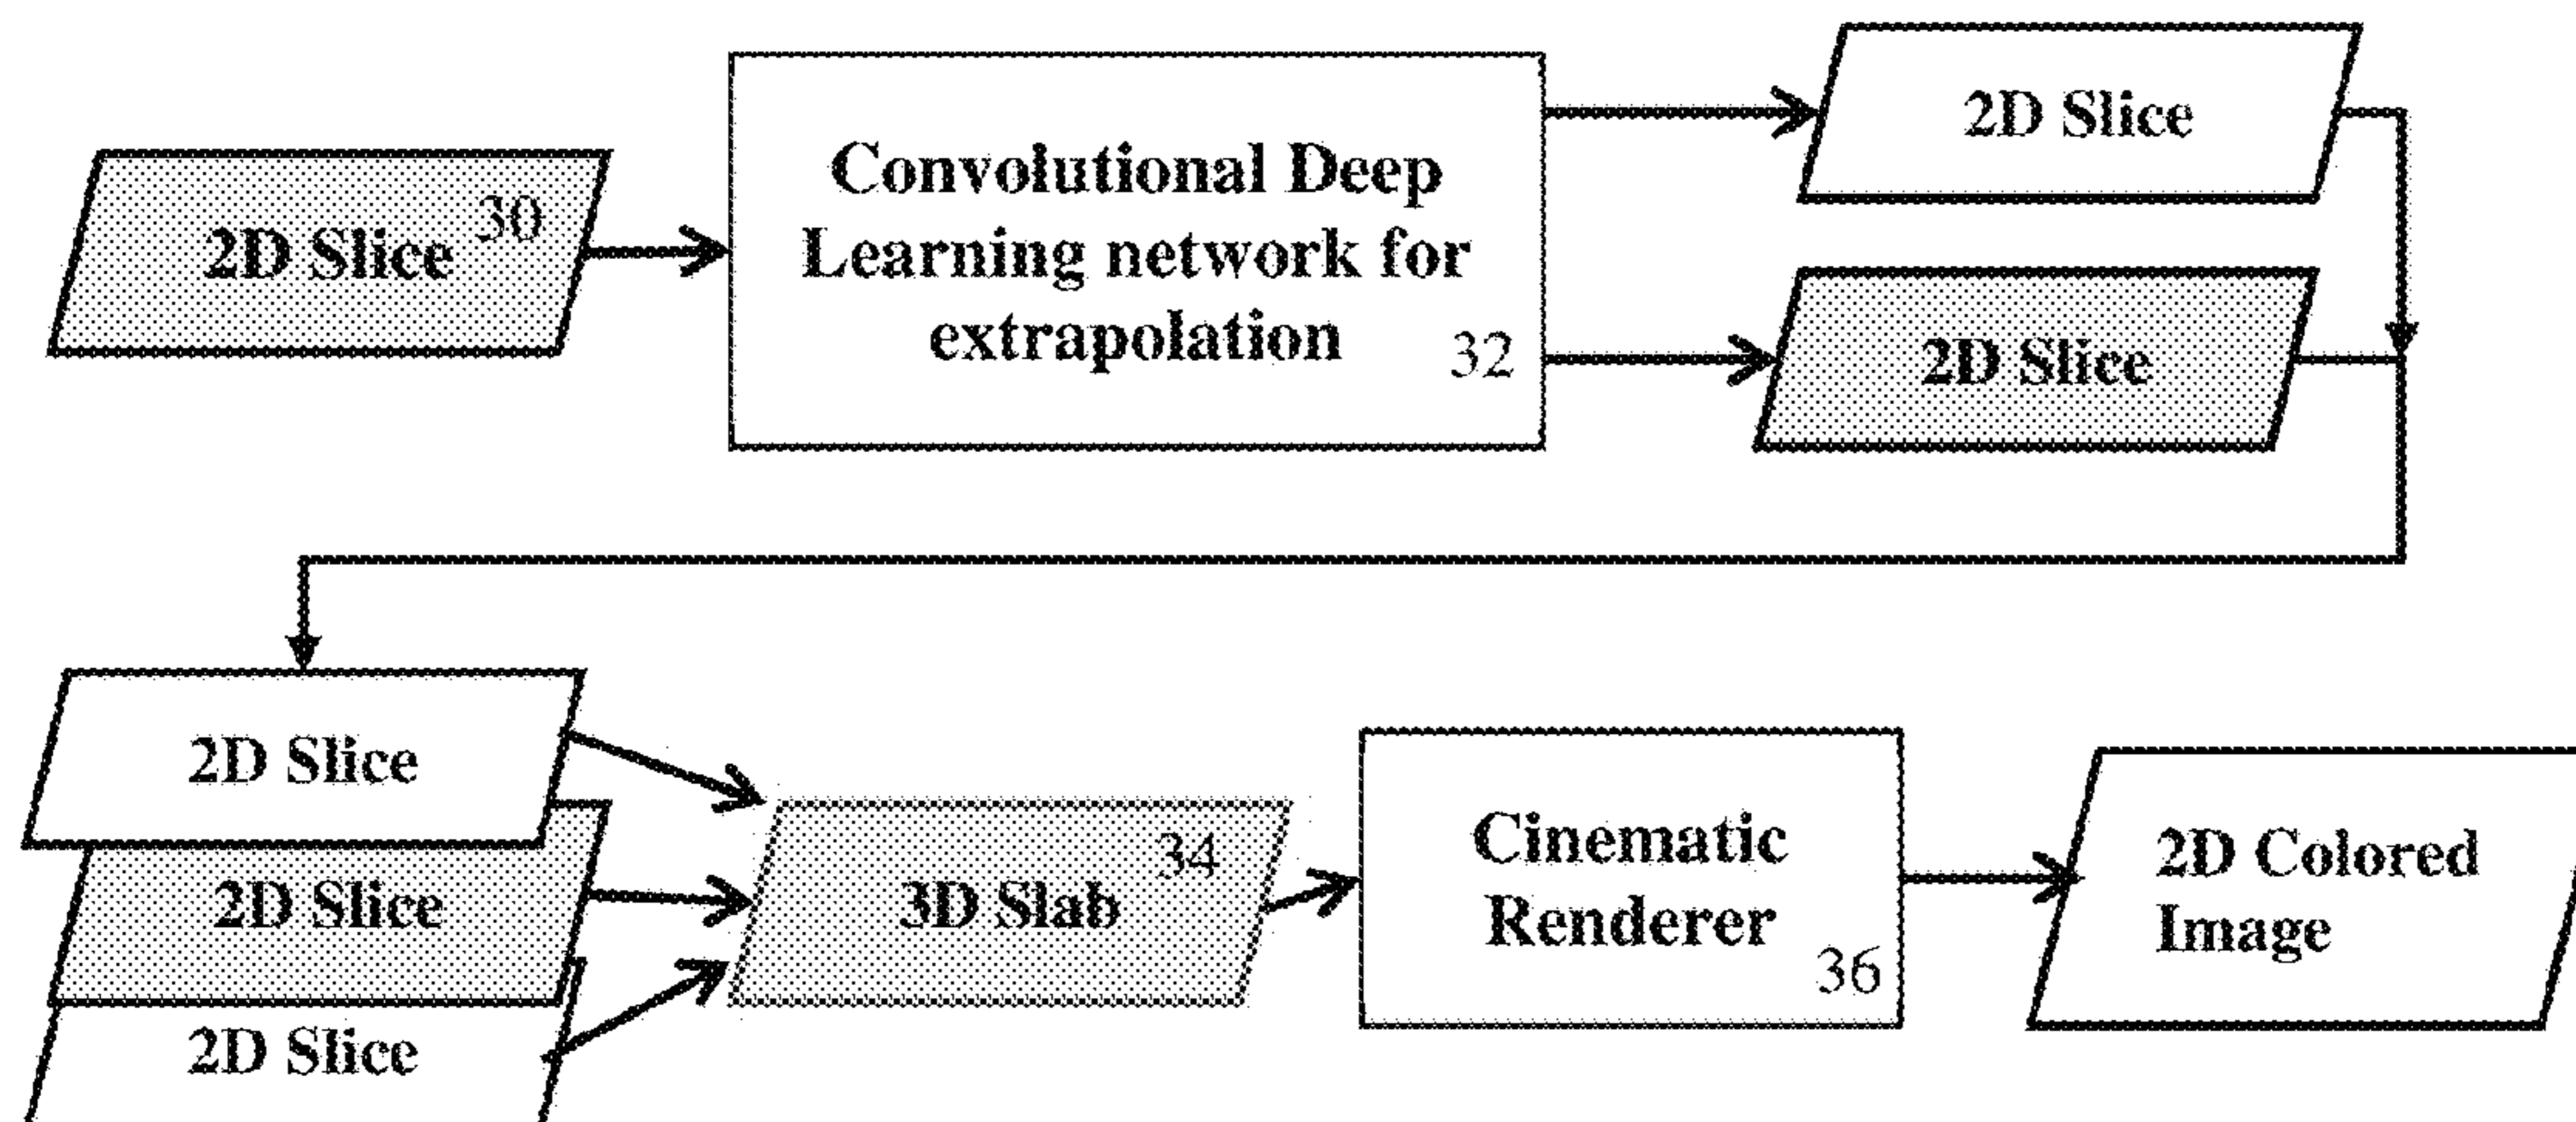 2D Slice 30
Convolutional Deep
Learning network for
extrapolation
32
2D Slice
2D Slice
2D Slice
2D Slice
2D Slice
3D Slab 34
Cinematic
Renderer
36
2D Colored
Image